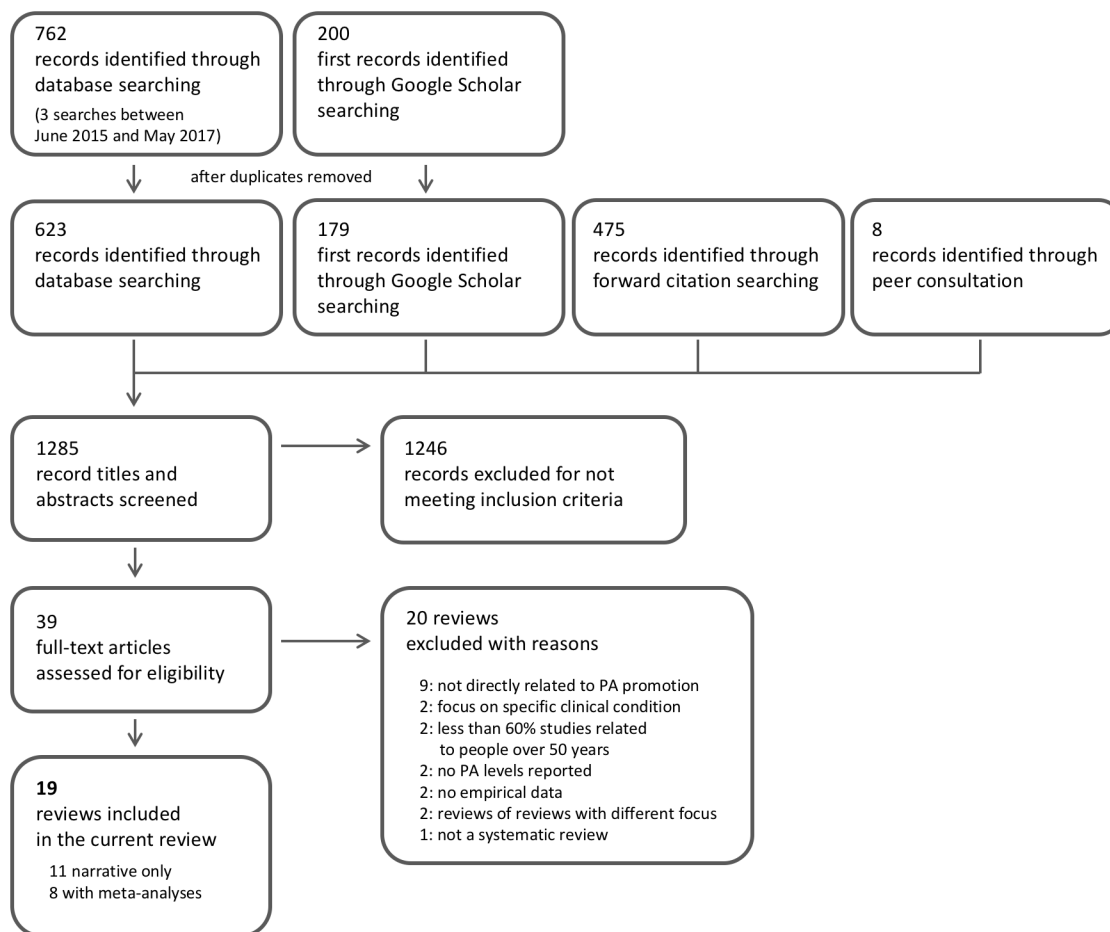 762
records identified through
database searching
(3 searches between
June 2015 and May 2017)
200
first records identified
through Google Scholar
searching
after duplicates removed
623
records identified through
database searching
179
first records identified
through Google Scholar
searching
475
records identified through
forward citation searching
8
records identified through
peer consultation
1285
record titles and
abstracts screened
1246
records excluded for not
meeting inclusion criteria
39
full-text articles
assessed for eligibility
20 reviews
excluded with reasons
9: not directly related to PA promotion
2: focus on specific clinical condition
2: less than 60% studies related
to people over 50 years
2: no PA levels reported
2: no empirical data
2: reviews of reviews with different focus
1: not a systematic review
19
reviews included
in the current review
11 narrative only
8 with meta-analyses